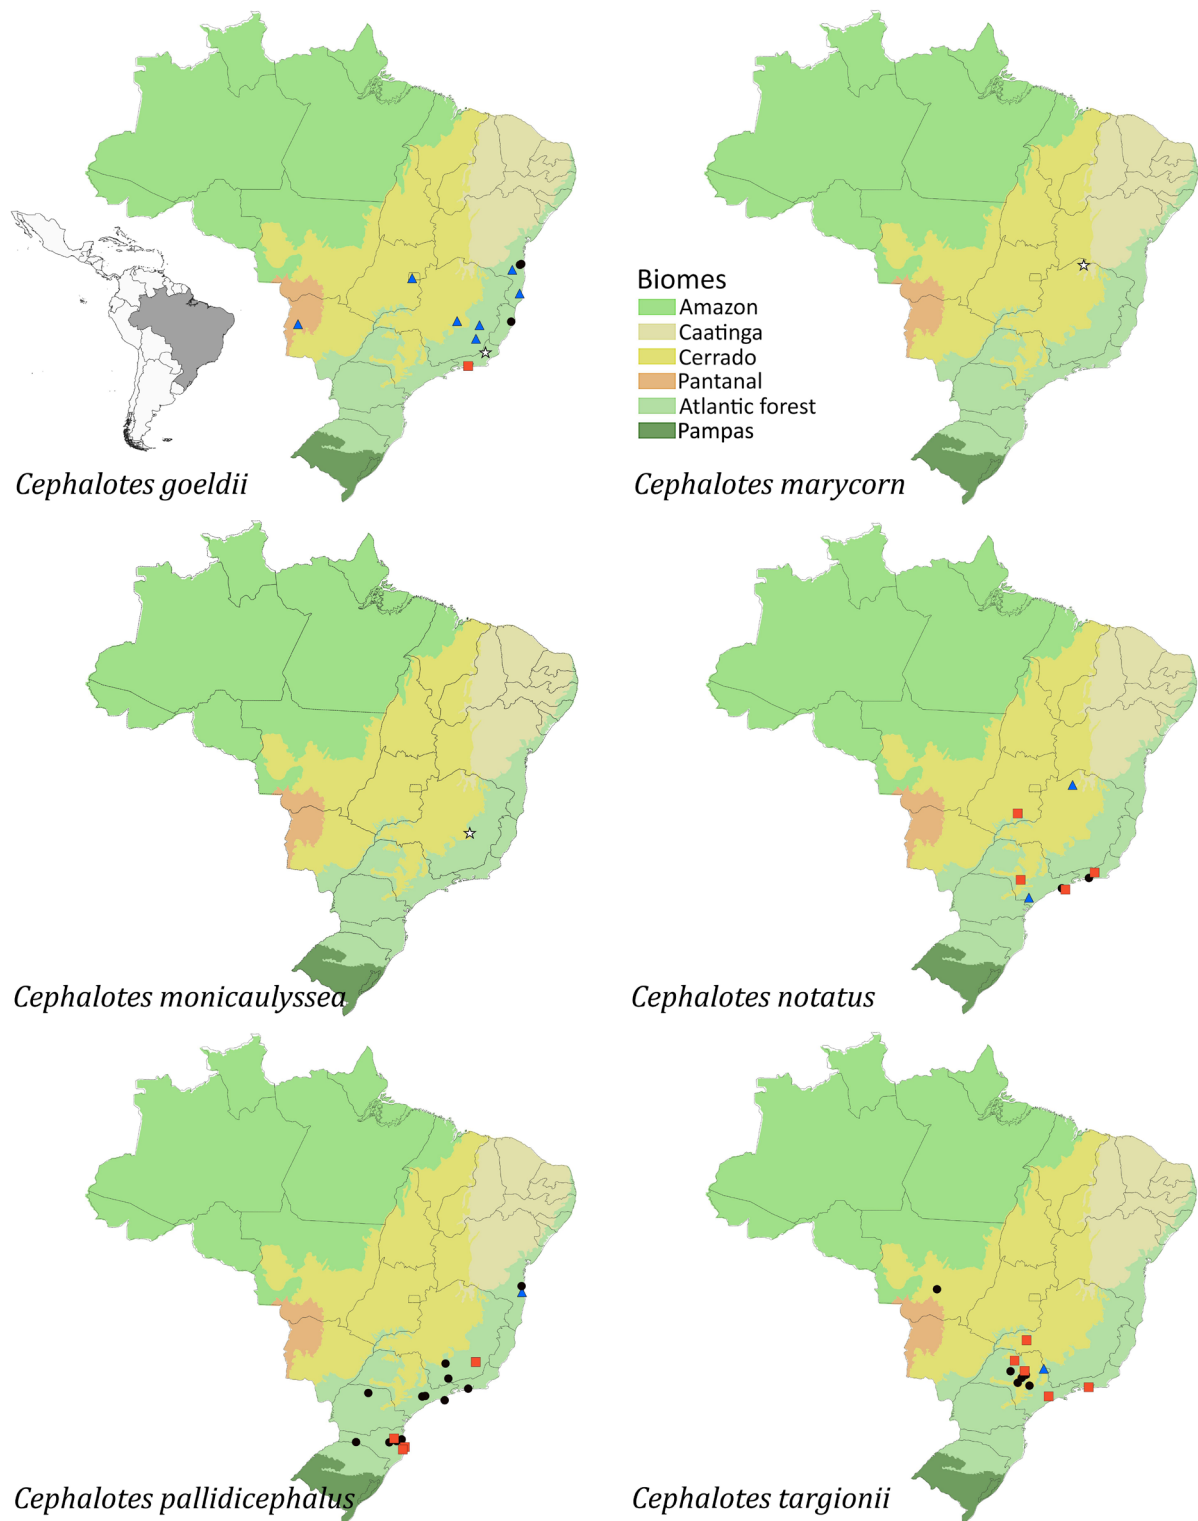 Biomes
Amazon
Caatinga
Cerrado
Pantanal
Atlantic forest
Pampas
Cephalotes goeldii
Cephalotes marycorn
Cephalotes monicaulyssea
Cephalotes notatus
Cephalotes pallidicephalus
Cephalotes targionii